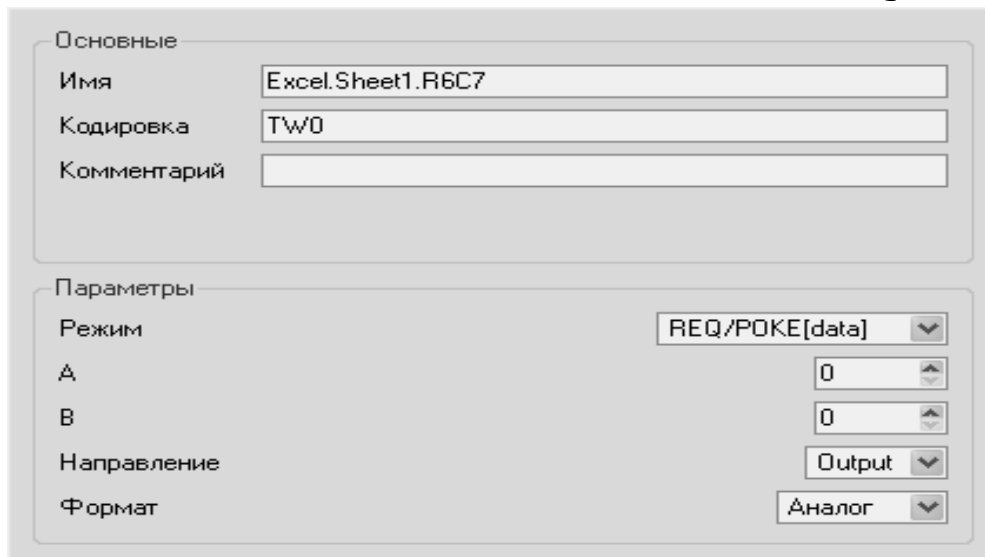 Основные
Имя Excel.Sheet1.R6C7
Кодировка TW0
Комментарий
Параметры
Режим REQ/POKE[data]
A 0
B 0
Направление Output
Формат Аналог